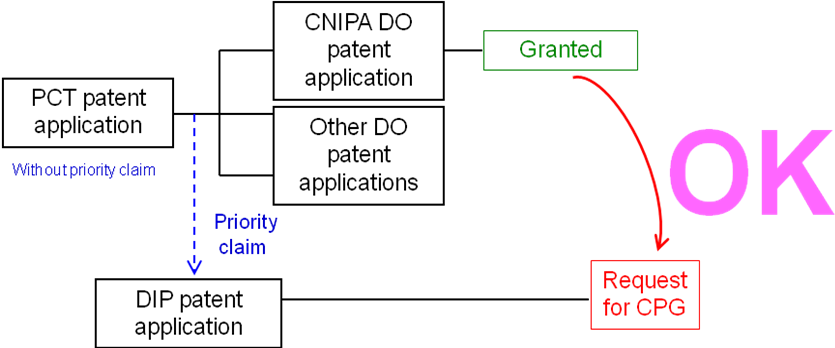 CNIPA DO
patent
application
Granted
PCT patent
application
Without priority claim
Other DO
patent
applications
OK
Priority
claim
DIP patent
application
Request
for CPG